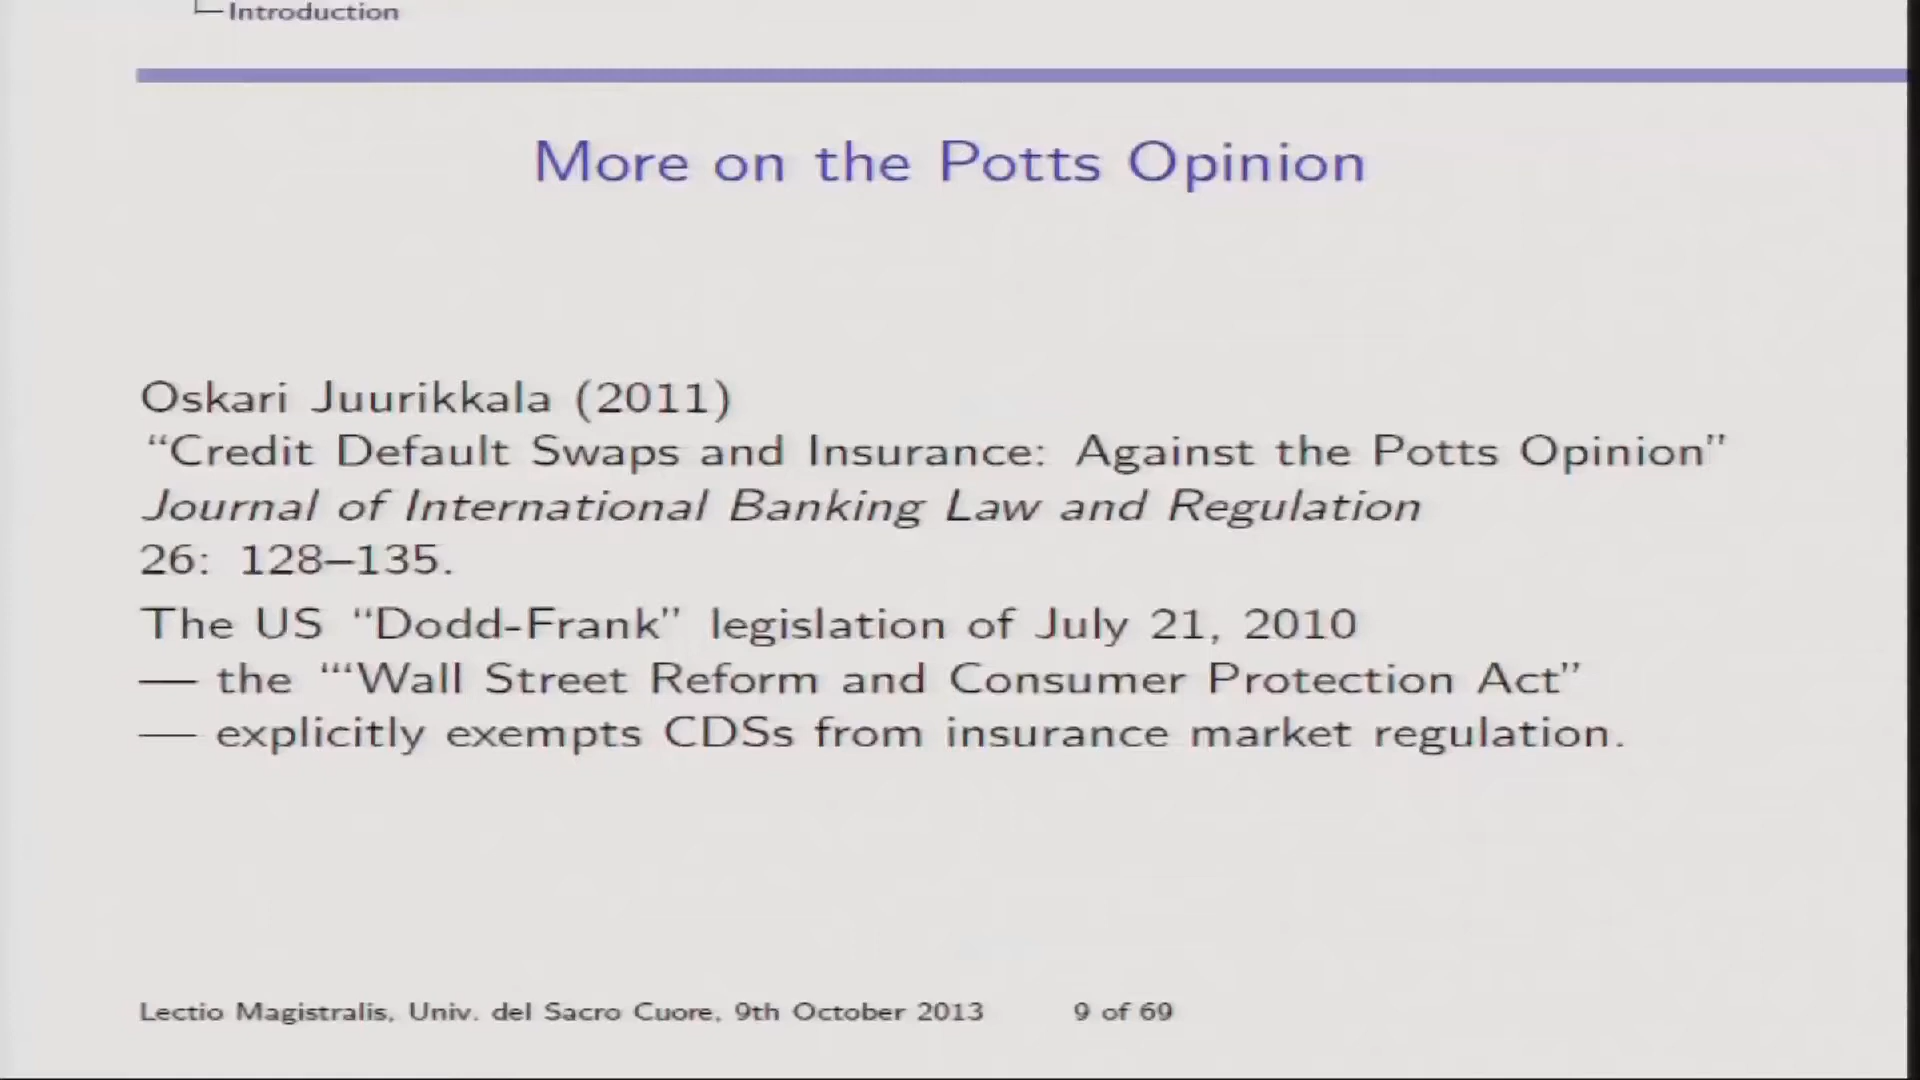 Introduction
More on the Potts Opinion
Oskari Juurikkala (2011)
“Credit Default Swaps and Insurance: Against the Potts Opinion”
Journal of International Banking Law and Regulation
26: 128–135.
The US “Dodd-Frank” legislation of July 21, 2010
— the “‘Wall Street Reform and Consumer Protection Act”
— explicitly exempts CDSs from insurance market regulation.
Lectio Magistralis, Univ. del Sacro Cuore, 9th October 2013 9 of 69